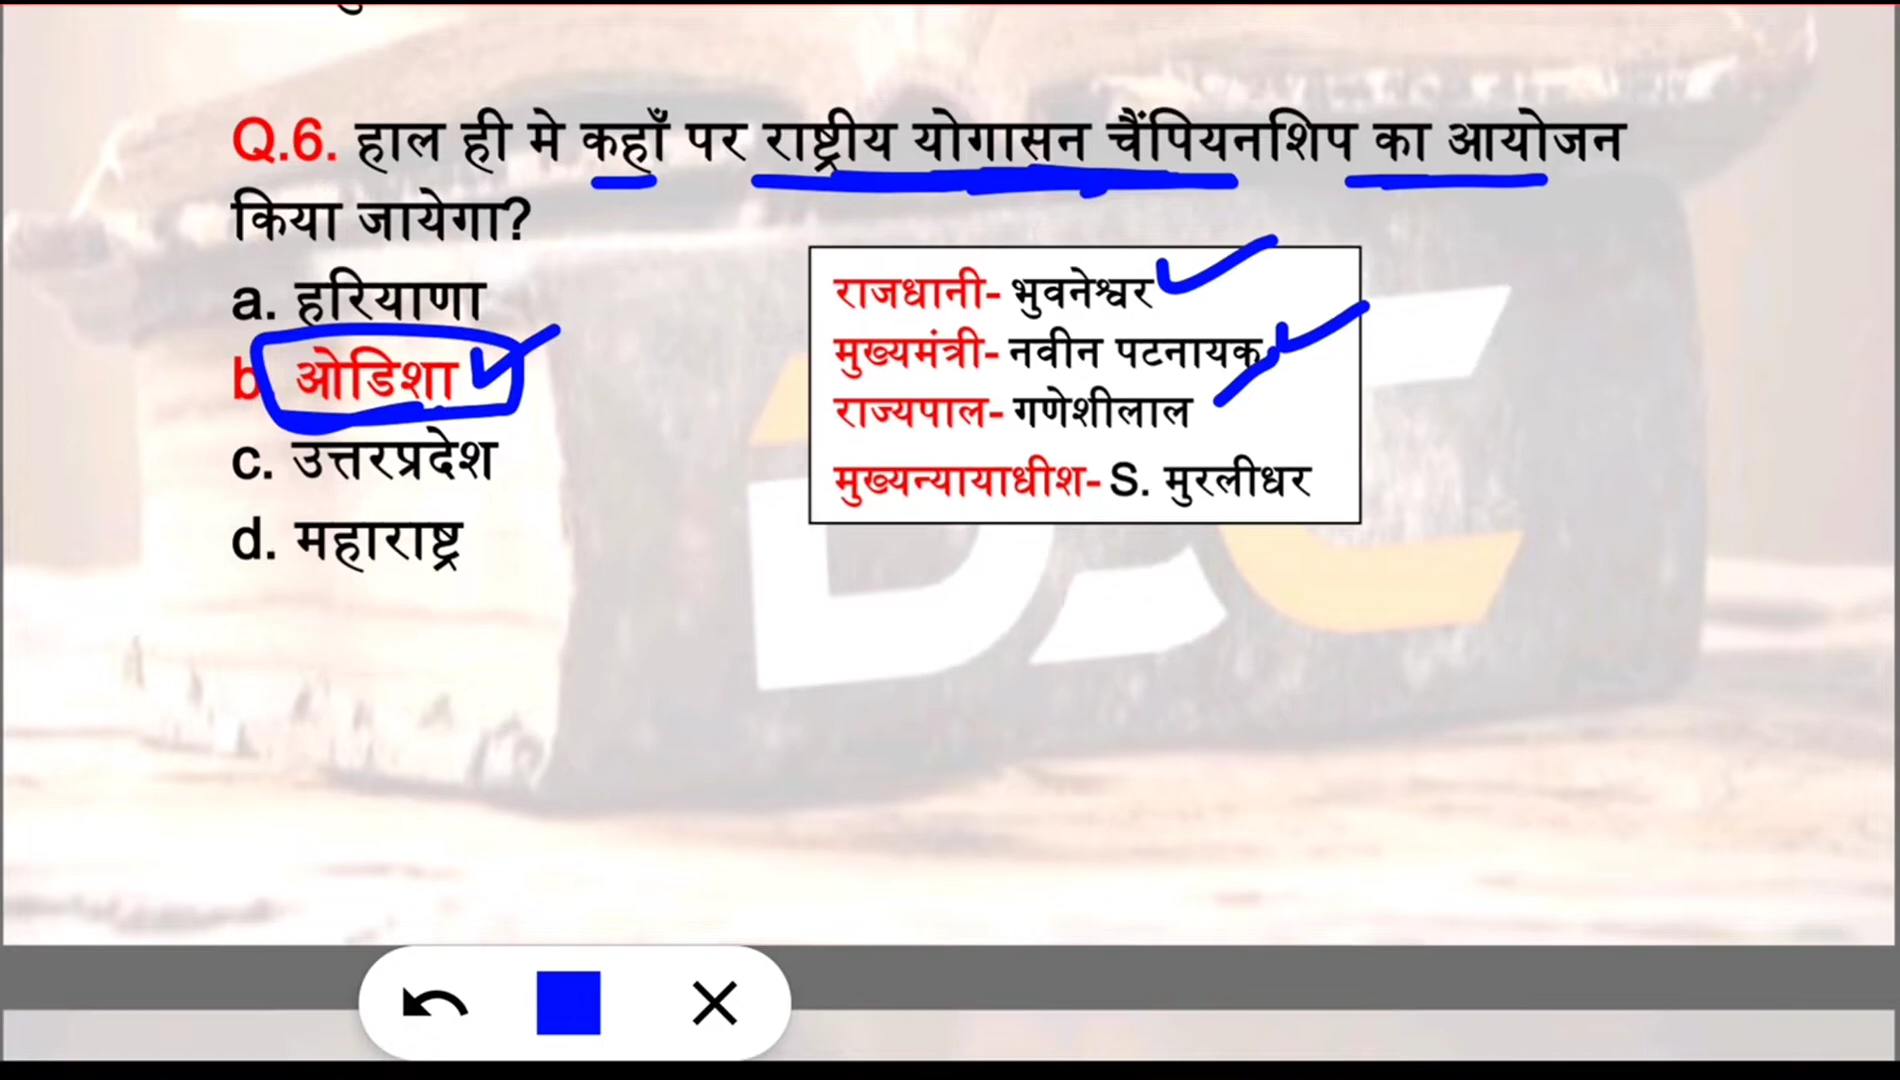 Q.6. हाल ही मे कहाँ पर राष्ट्रीय योगासन चैंपियनशिप का आयोजन
किया जायेगा?
a. हरियाणा
b. ओडिशा
c. उत्तरप्रदेश
d. महाराष्ट्र
राजधानी- भुवनेश्वर
मुख्यमंत्री- नवीन पटनायक
राज्यपाल- गणेशीलाल
मुख्यन्यायाधीश- S. मुरलीधर